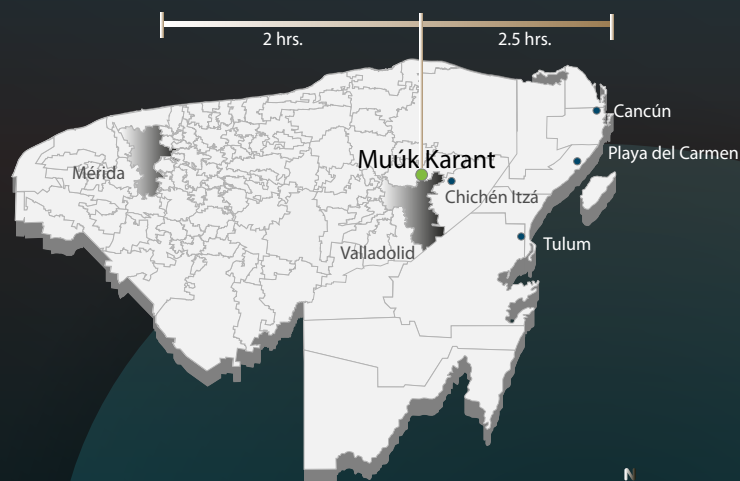 2 hrs.
2.5 hrs.
Cancún
Muúk Karant
Playa del Carmen
Mérida
Chichén Itzá
Valladolid
Tulum
N